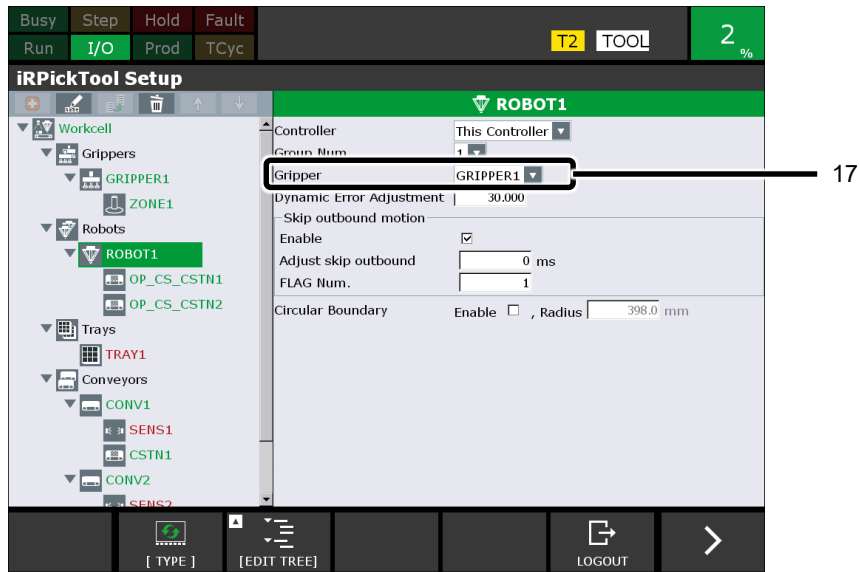 Busy Step Hold Fault
Run I/O Prod TCyc
T2 TOOL
2 %
iRPickTool Setup
ROBOT1
Workcell
Grippers
GRIPPER1
ZONE1
Robots
ROBOT1
OP_CS_CSTN1
OP_CS_CSTN2
Trays
TRAY1
Conveyors
CONV1
SENS1
CSTN1
CONV2
SENS2
Controller This Controller
Group Num 1
Gripper GRIPPER1
17
Dynamic Error Adjustment 30.000
Skip outbound motion
Enable
Adjust skip outbound 0 ms
FLAG Num. 1
Circular Boundary Enable , Radius 398.0 mm
[ TYPE ] [EDIT TREE] LOGOUT